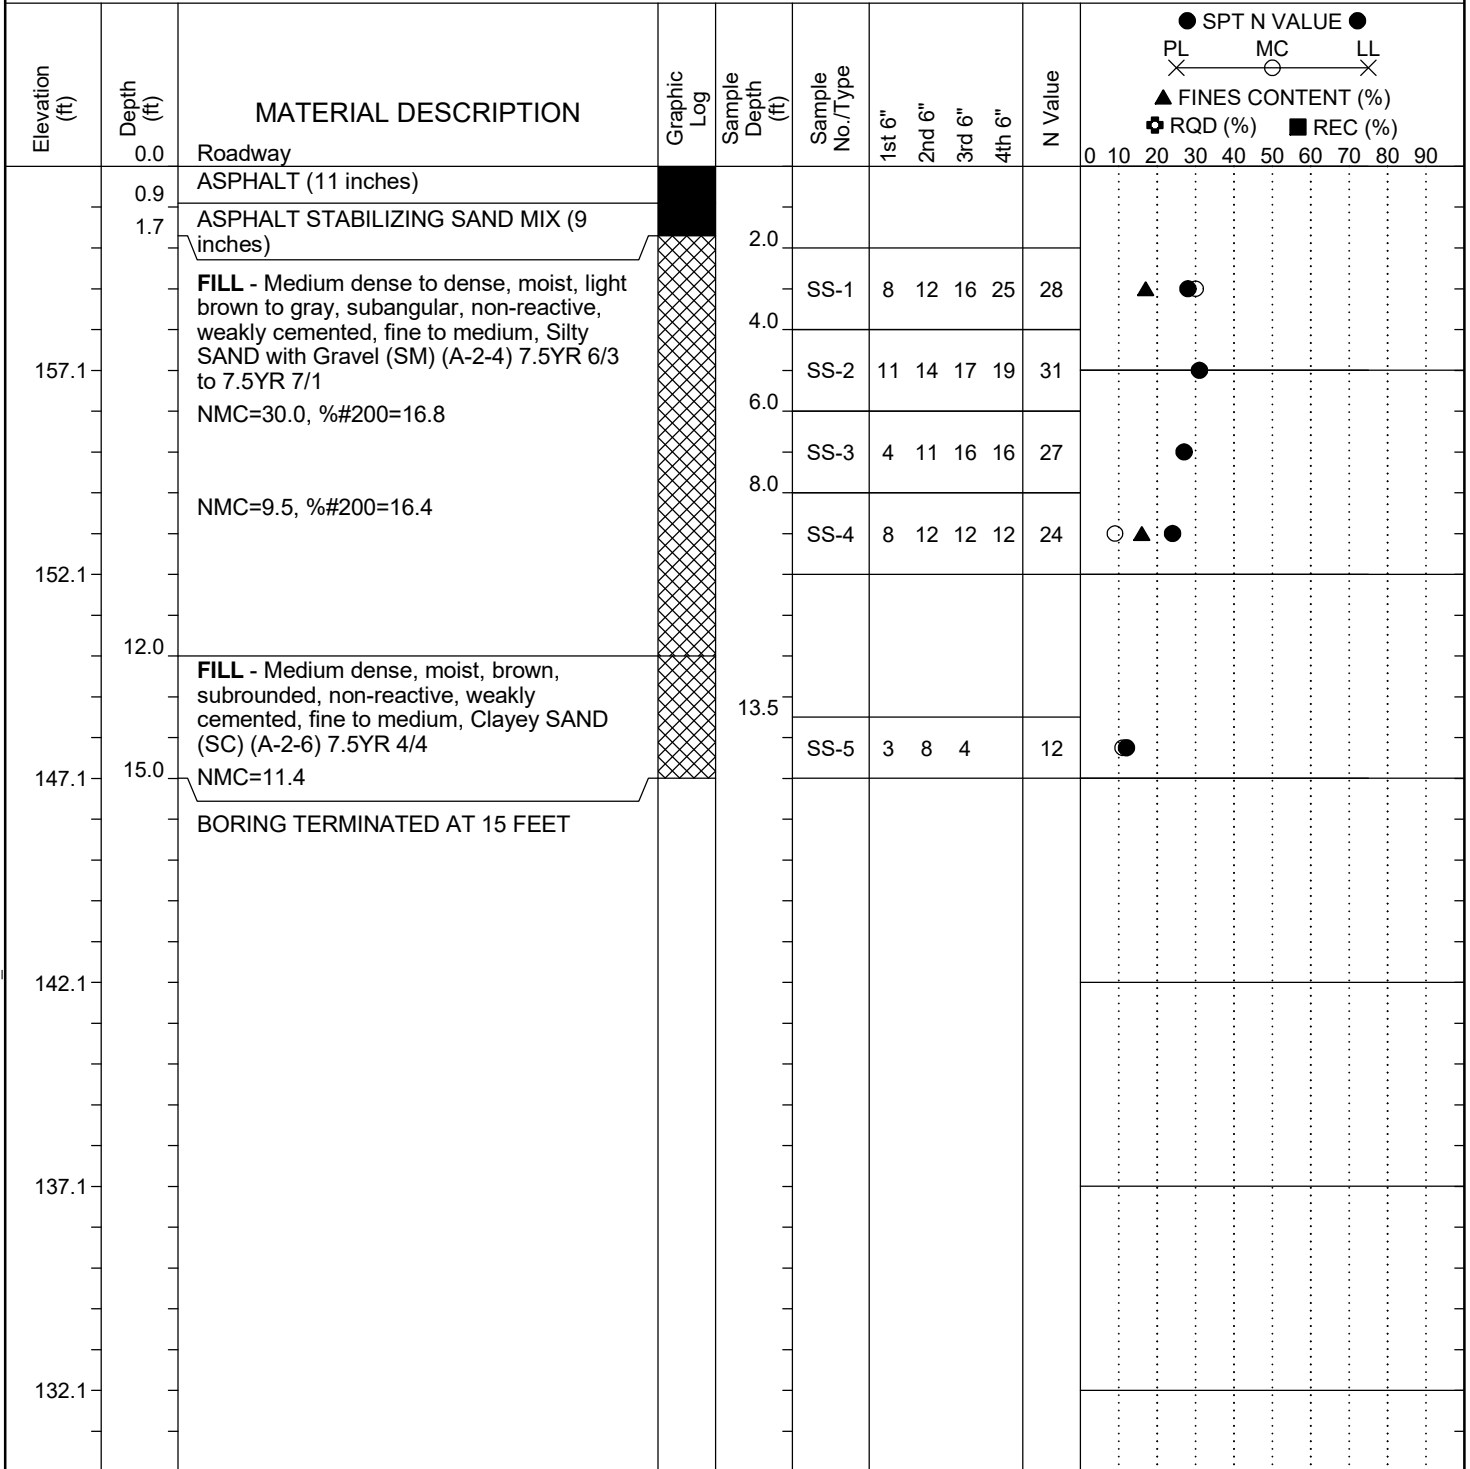 ● SPT N VALUE ●
PL MC LL
▲ FINES CONTENT (%)
RQD (%) ■ REC (%)
0 10 20 30 40 50 60 70 80 90
Elevation
(ft)
Depth
(ft)
MATERIAL DESCRIPTION
Graphic
Log
Sample
Depth
(ft)
Sample
No./Type
1st 6"
2nd 6"
3rd 6"
4th 6"
N Value
0.0 Roadway
ASPHALT (11 inches)
0.9
1.7
ASPHALT STABILIZING SAND MIX (9
inches)
2.0
FILL - Medium dense to dense, moist, light
brown to gray, subangular, non-reactive,
weakly cemented, fine to medium, Silty
SAND with Gravel (SM) (A-2-4) 7.5YR 6/3
to 7.5YR 7/1
SS-1 8 12 16 25 28
4.0
157.1
SS-2 11 14 17 19 31
6.0
NMC=30.0, %#200=16.8
SS-3 4 11 16 16 27
8.0
NMC=9.5, %#200=16.4
SS-4 8 12 12 12 24
152.1
12.0
FILL - Medium dense, moist, brown,
subrounded, non-reactive, weakly
cemented, fine to medium, Clayey SAND
(SC) (A-2-6) 7.5YR 4/4
13.5
SS-5 3 8 4 12
15.0
147.1
NMC=11.4
BORING TERMINATED AT 15 FEET
142.1
137.1
132.1